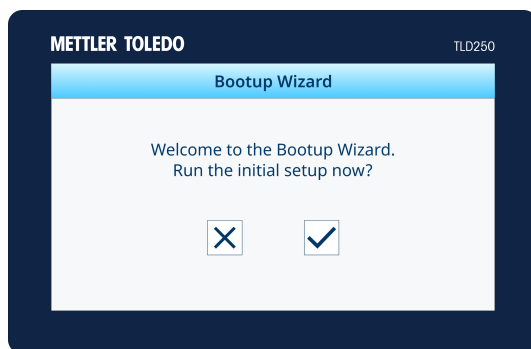 METTLER TOLEDO
TLD250
Bootup Wizard
Welcome to the Bootup Wizard.
Run the initial setup now?